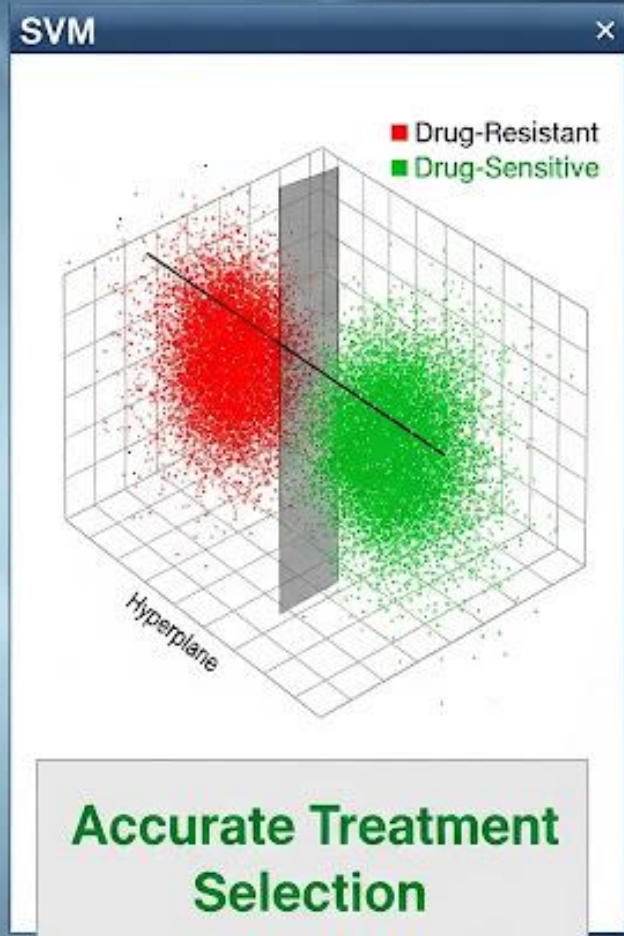 SVM
Drug-Resistant
Drug-Sensitive
Hyperplane
Accurate Treatment
Selection